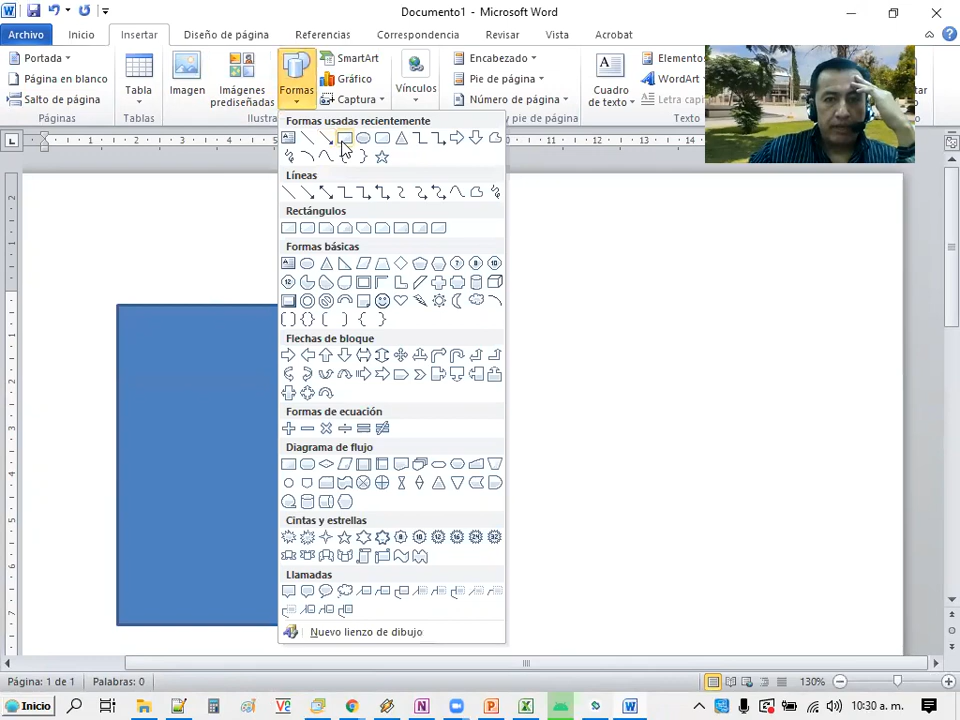 Documento1 - Microsoft Word
Archivo Inicio Insertar Diseño de página Referencias Correspondencia Revisar Vista Acrobat
Portada
Página en blanco
Salto de página
Tabla
Imagen
Imágenes
prediseñadas
Formas
SmartArt
Gráfico
Captura
Vínculos
Encabezado
Pie de página
Número de página
Cuadro
de texto
Elementos
WordArt
Letra capi
Páginas
Tablas
Ilustra
Formas usadas recientemente
Líneas
Rectángulos
Formas básicas
Flechas de bloque
Formas de ecuación
Diagrama de flujo
Cintas y estrellas
Llamadas
Nuevo lienzo de dibujo
Página: 1 de 1 Palabras: 0 130%
Inicio 10:30 a. m.